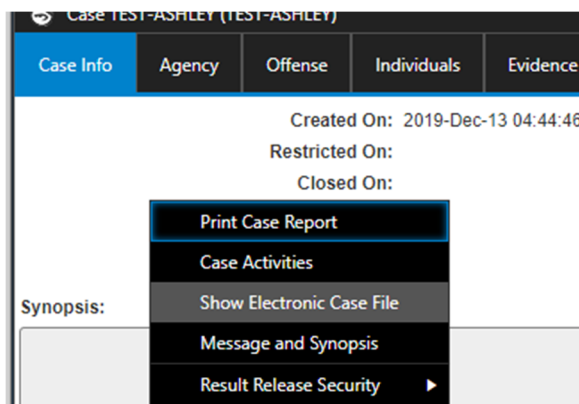 Case TEST-ASHLEY (TEST-ASHLEY)
Case Info Agency Offense Individuals Evidence
Created On: 2019-Dec-13 04:44:46
Restricted On:
Closed On:
Print Case Report
Case Activities
Show Electronic Case File
Synopsis:
Message and Synopsis
Result Release Security